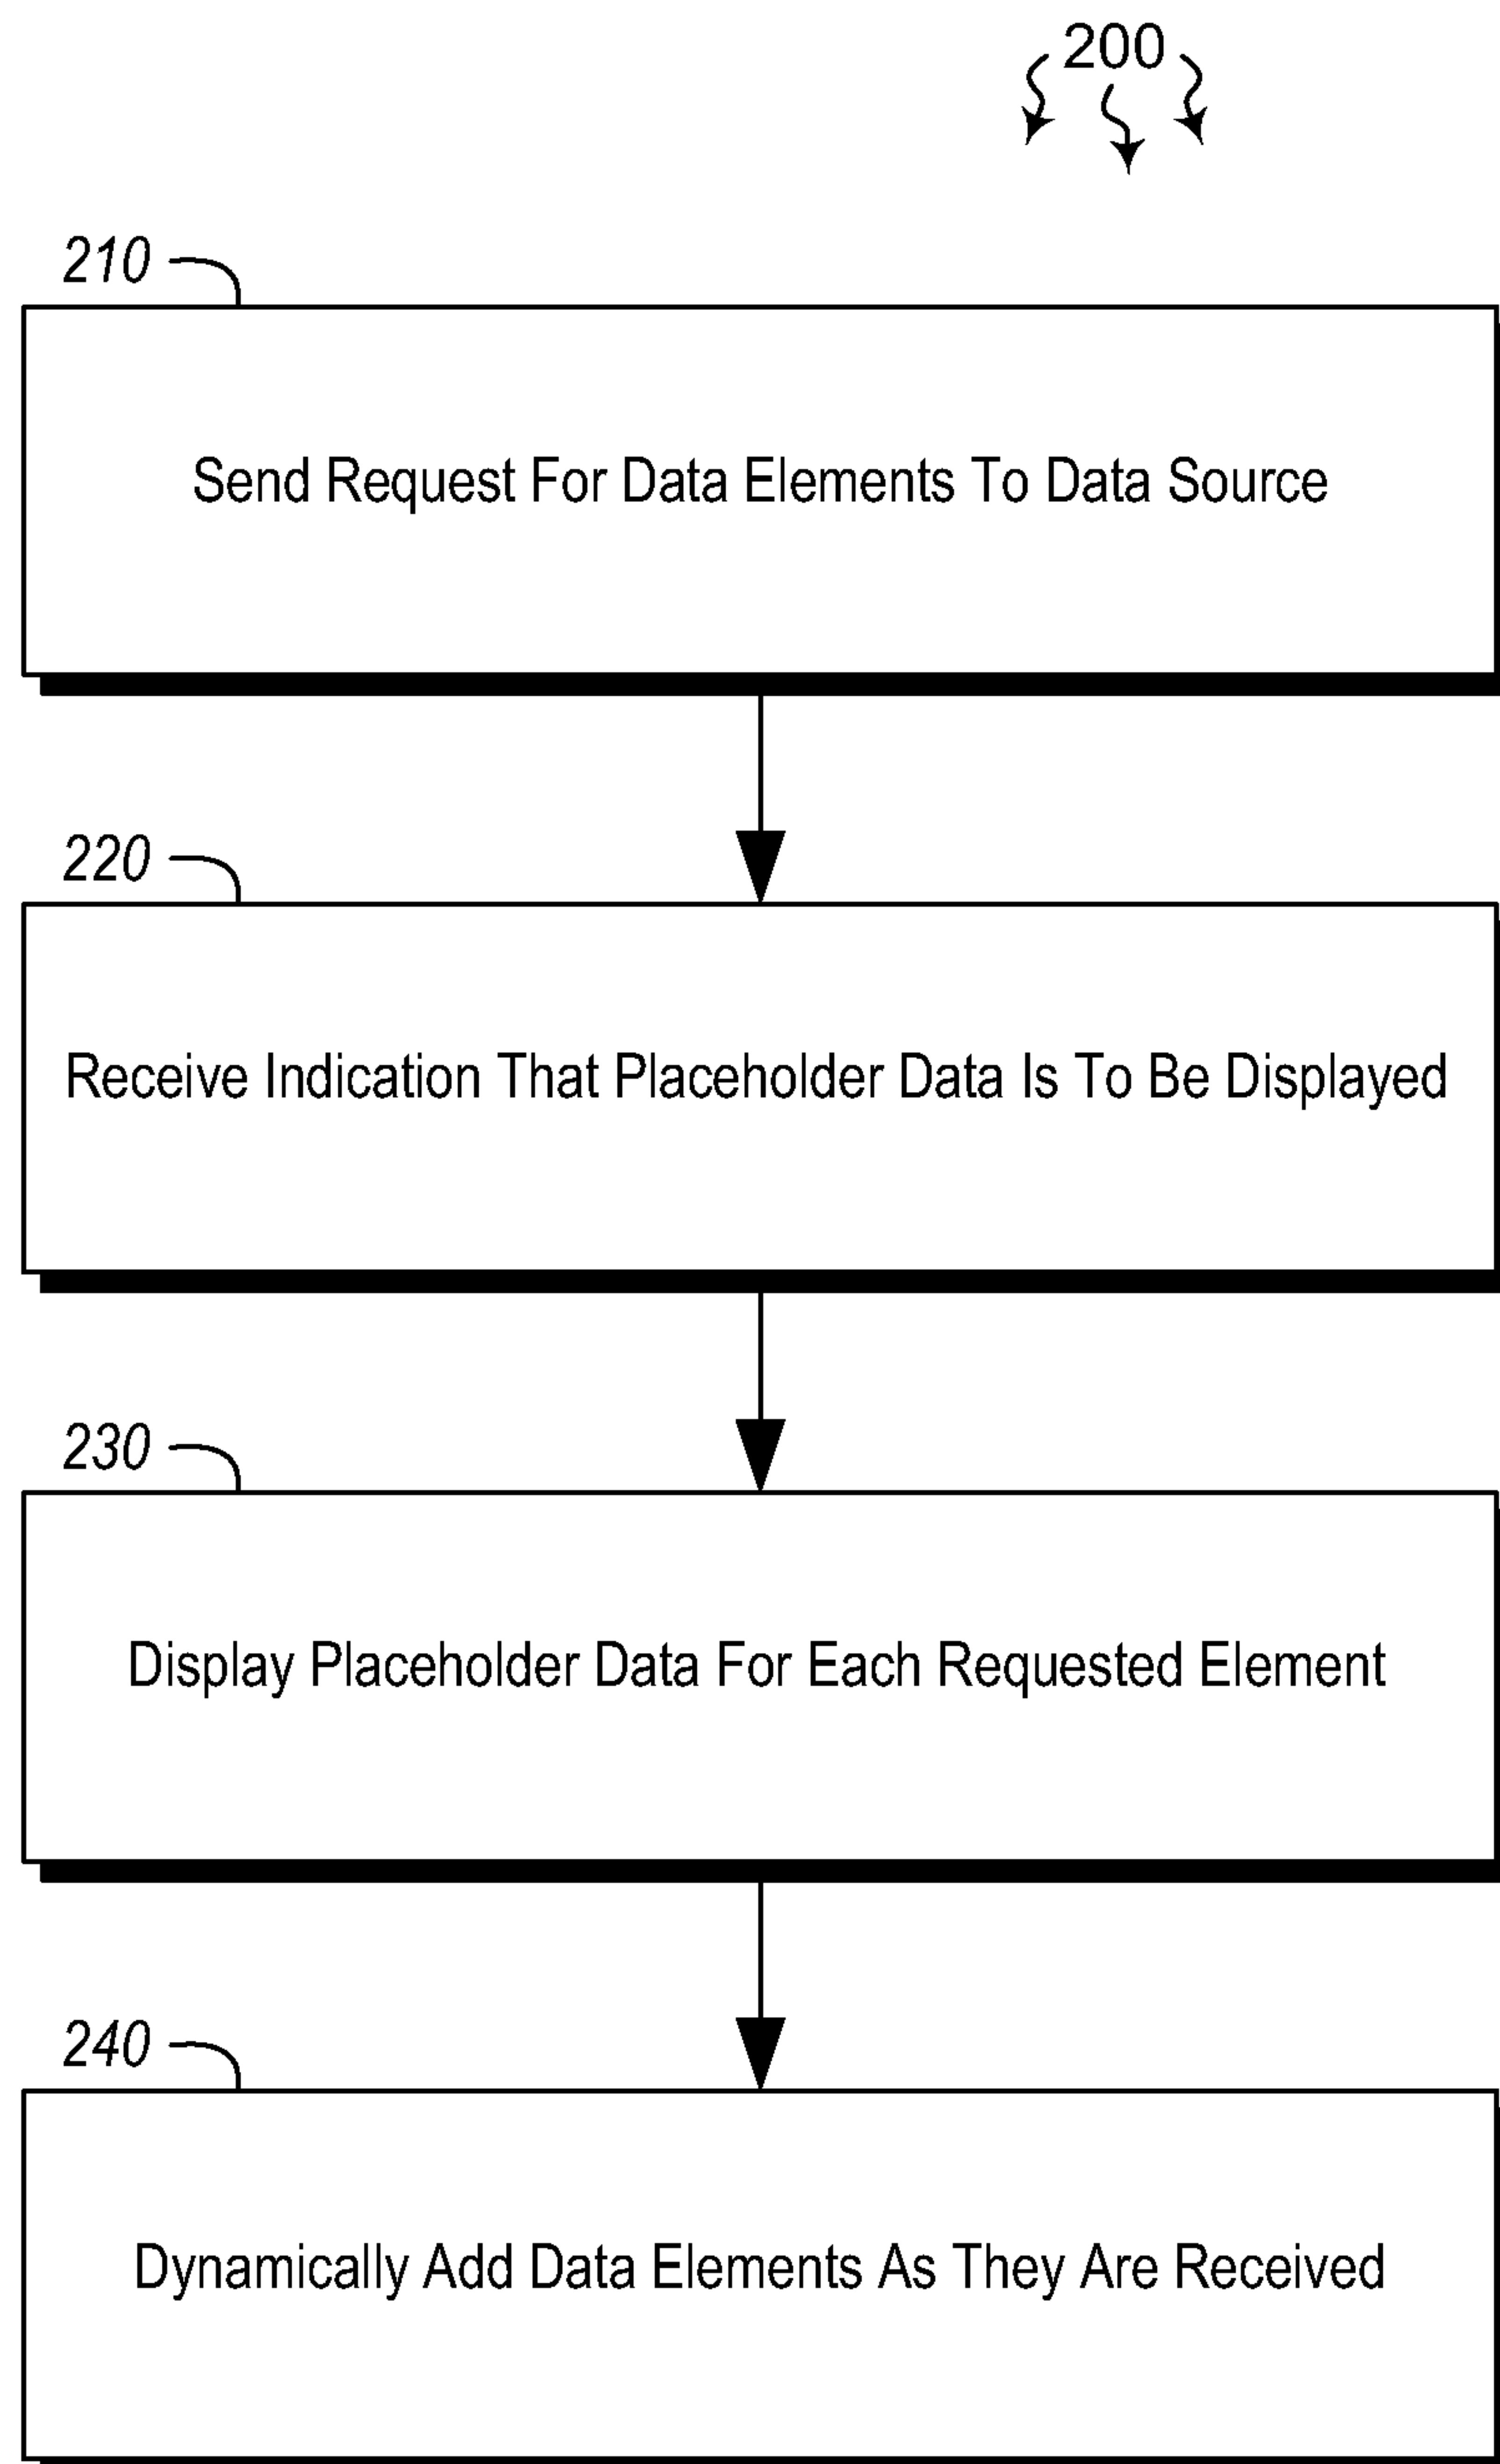 200
210
Send Request For Data Elements To Data Source
220
Receive Indication That Placeholder Data Is To Be Displayed
230
Display Placeholder Data For Each Requested Element
240
Dynamically Add Data Elements As They Are Received